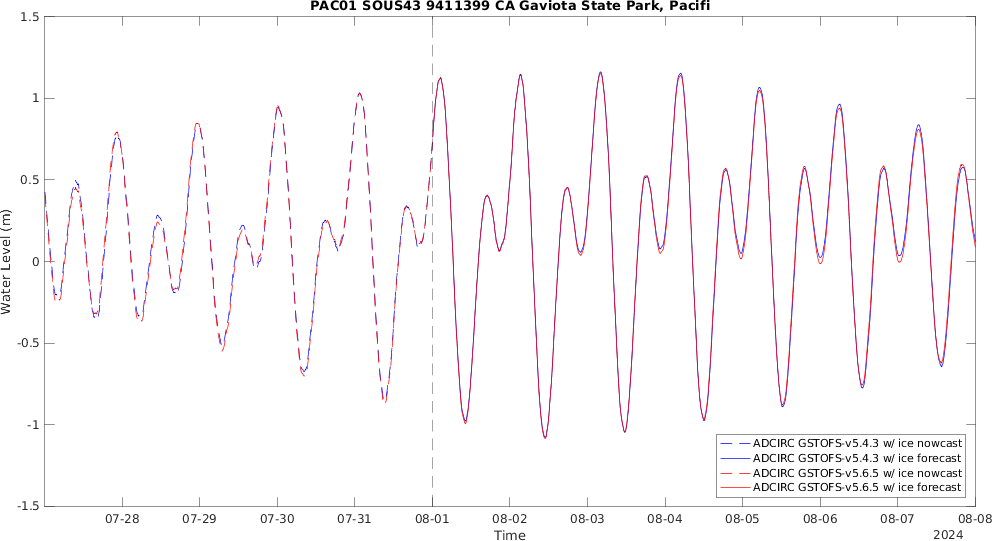 PAC01 SOUS43 9411399 CA Gaviota State Park, Pacifi
1.5
1
0.5
0
-0.5
-1
-1.5
Water Level (m)
07-28 07-29 07-30 07-31 08-01 08-02 08-03 08-04 08-05 08-06 08-07 08-08
Time
2024
ADCIRC GSTOFS-v5.4.3 w/ ice nowcast
ADCIRC GSTOFS-v5.4.3 w/ ice forecast
ADCIRC GSTOFS-v5.6.5 w/ ice nowcast
ADCIRC GSTOFS-v5.6.5 w/ ice forecast